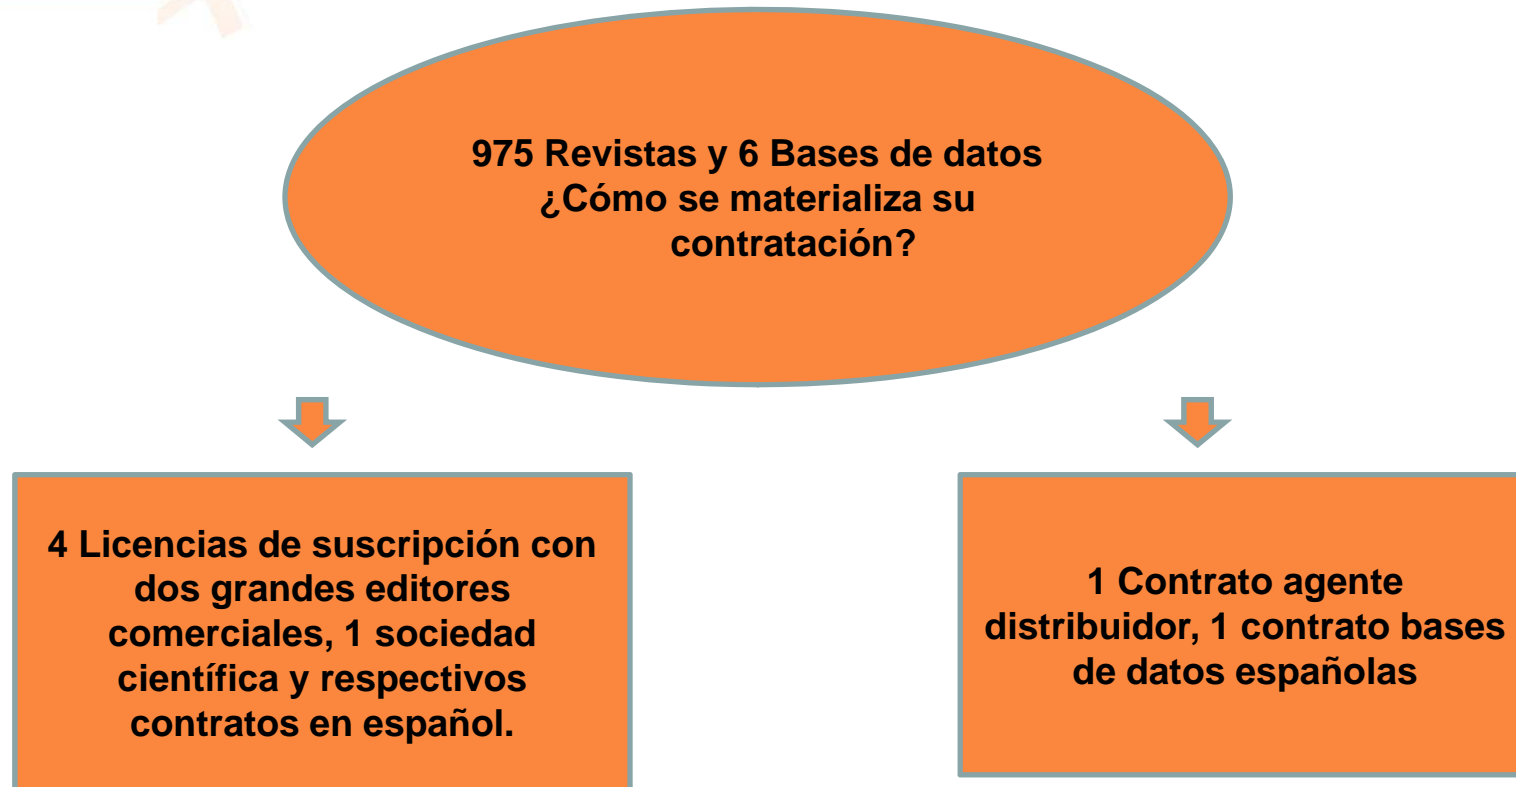 975 Revistas y 6 Bases de datos
¿Cómo se materializa su
contratación?
4 Licencias de suscripción con
dos grandes editores
comerciales, 1 sociedad
científica y respectivos
contratos en español.
1 Contrato agente
distribuidor, 1 contrato bases
de datos españolas